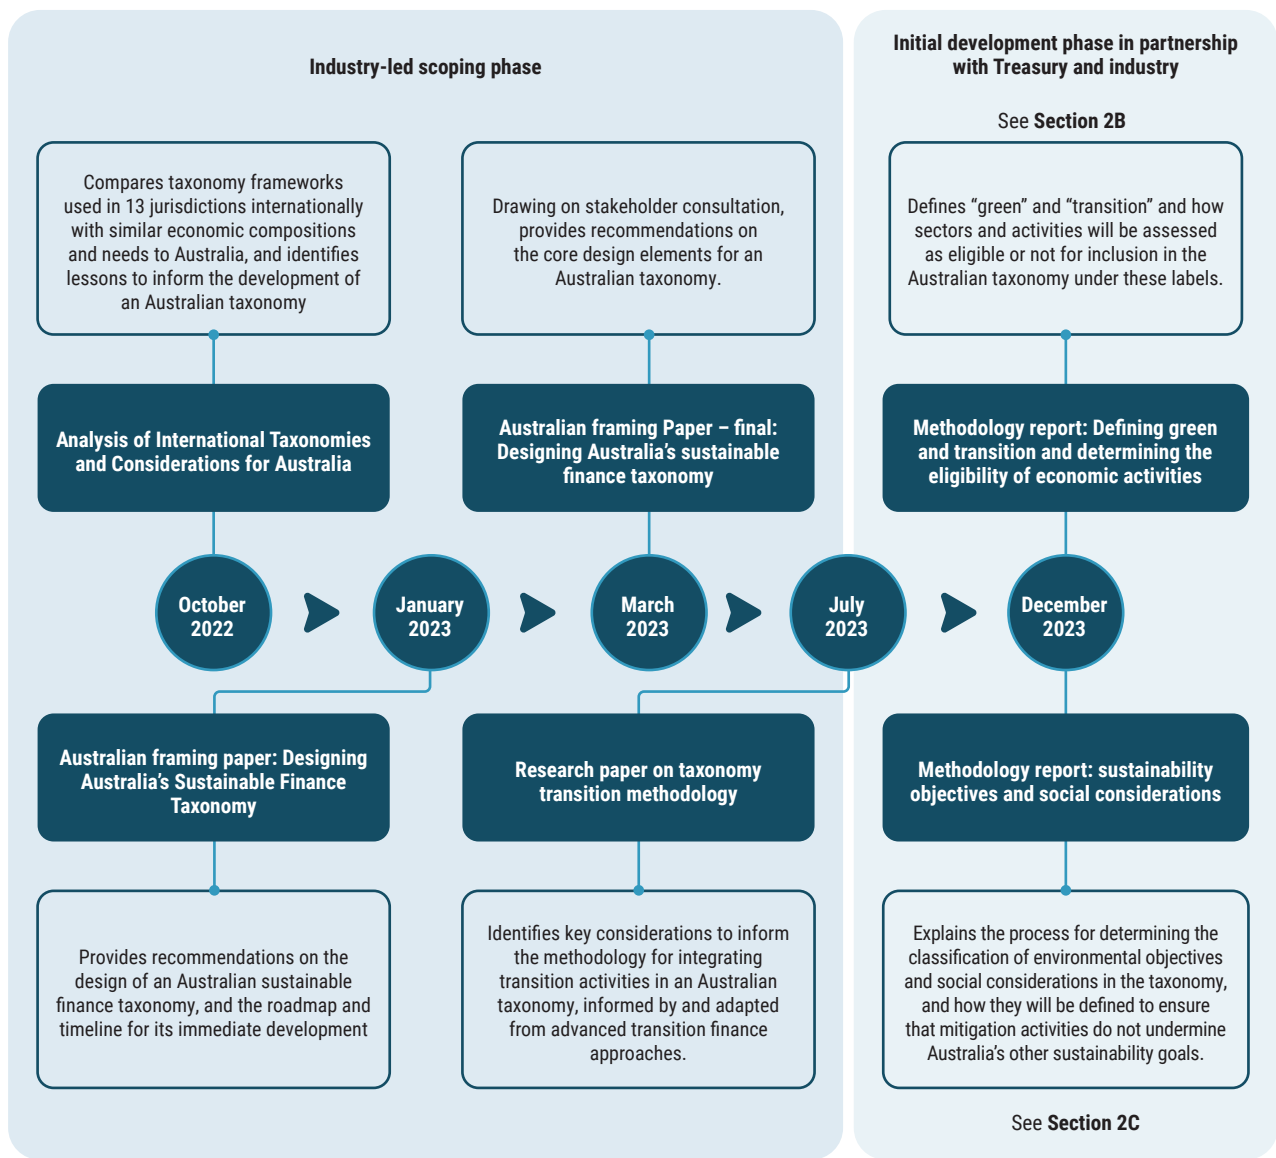 Industry-led scoping phase
Initial development phase in partnership
with Treasury and industry
See Section 2B
Compares taxonomy frameworks
used in 13 jurisdictions internationally
with similar economic compositions
and needs to Australia, and identifies
lessons to inform the development of
an Australian taxonomy
Drawing on stakeholder consultation,
provides recommendations on
the core design elements for an
Australian taxonomy.
Defines “green” and “transition” and how
sectors and activities will be assessed
as eligible or not for inclusion in the
Australian taxonomy under these labels.
Analysis of International Taxonomies
and Considerations for Australia
Australian framing Paper – final:
Designing Australia’s sustainable
finance taxonomy
Methodology report: Defining green
and transition and determining the
eligibility of economic activities
October
2022
January
2023
March
2023
July
2023
December
2023
Australian framing paper: Designing
Australia’s Sustainable Finance
Taxonomy
Research paper on taxonomy
transition methodology
Methodology report: sustainability
objectives and social considerations
Provides recommendations on the
design of an Australian sustainable
finance taxonomy, and the roadmap and
timeline for its immediate development
Identifies key considerations to inform
the methodology for integrating
transition activities in an Australian
taxonomy, informed by and adapted
from advanced transition finance
approaches.
Explains the process for determining the
classification of environmental objectives
and social considerations in the taxonomy,
and how they will be defined to ensure
that mitigation activities do not undermine
Australia’s other sustainability goals.
See Section 2C